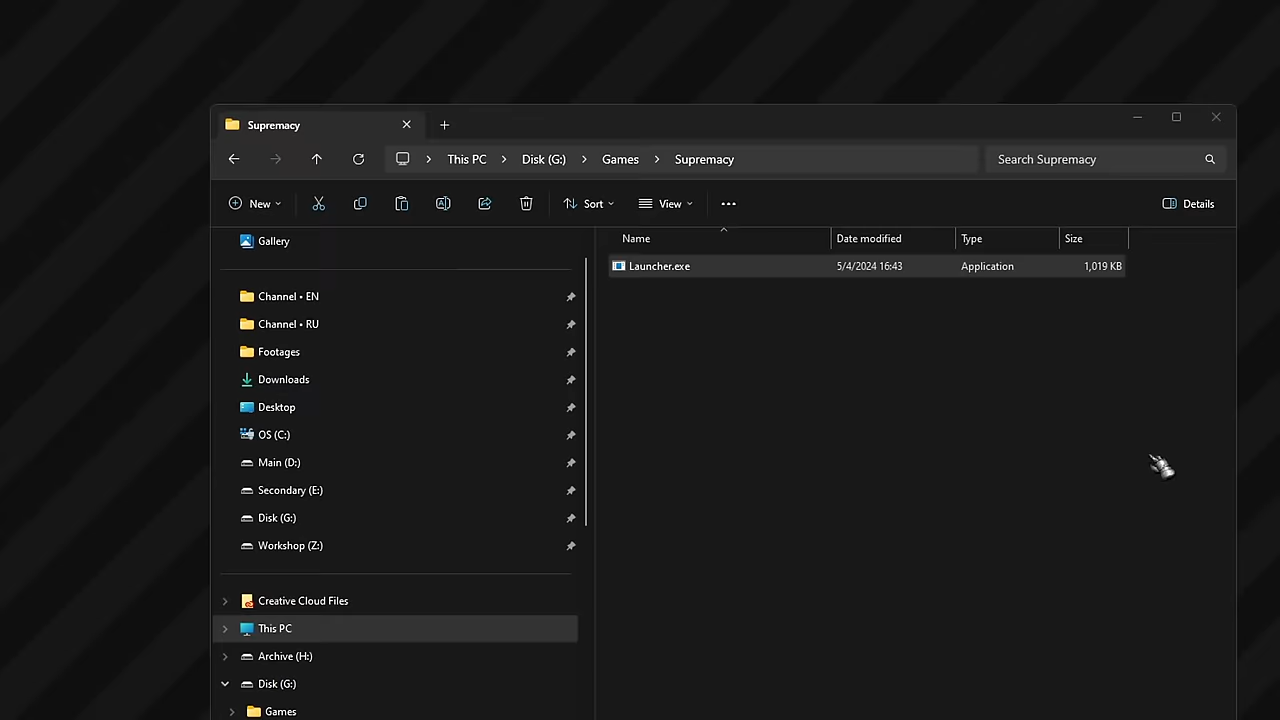 Supremacy
This PC
Disk (G:)
Games
Supremacy
Search Supremacy
New
Sort
View
Details
Gallery
Channel • EN
Channel • RU
Footages
Downloads
Desktop
OS (C:)
Main (D:)
Secondary (E:)
Disk (G:)
Workshop (Z:)
Creative Cloud Files
This PC
Archive (H:)
Disk (G:)
Games
Name
Date modified
Type
Size
Launcher.exe
5/4/2024 16:43
Application
1,019 KB